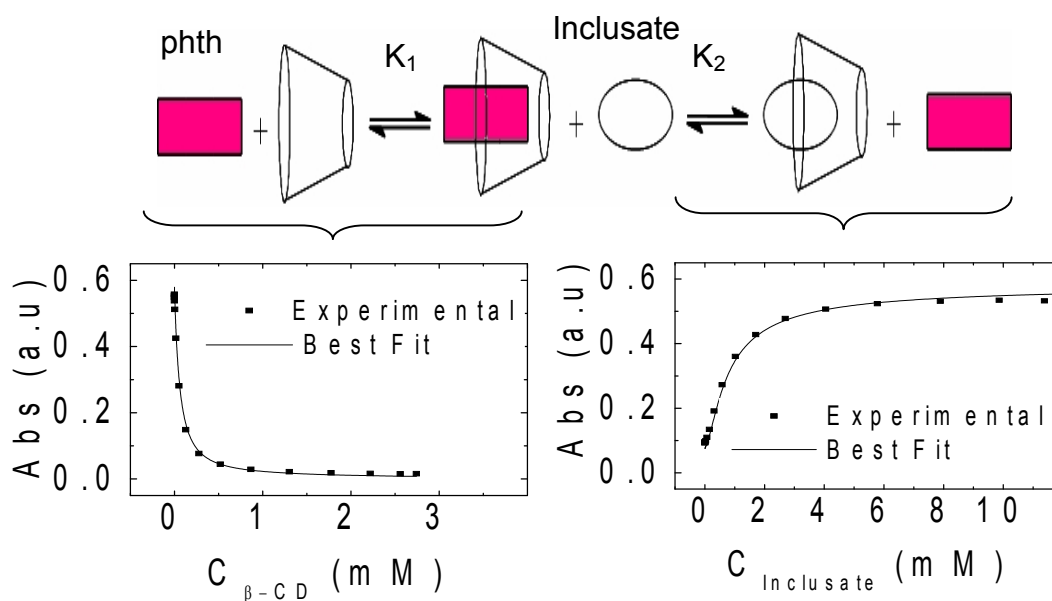 phth
Inclusate
K₁
K₂
+
+
+
Abs (a.u)
0.6
0.4
0.2
0.0
Experimental
Best Fit
0
1
2
3
C β-CD (mM)
Abs (a.u)
0.6
0.4
0.2
0.0
Experimental
Best Fit
0
2
4
6
8
10
C Inclusate (mM)